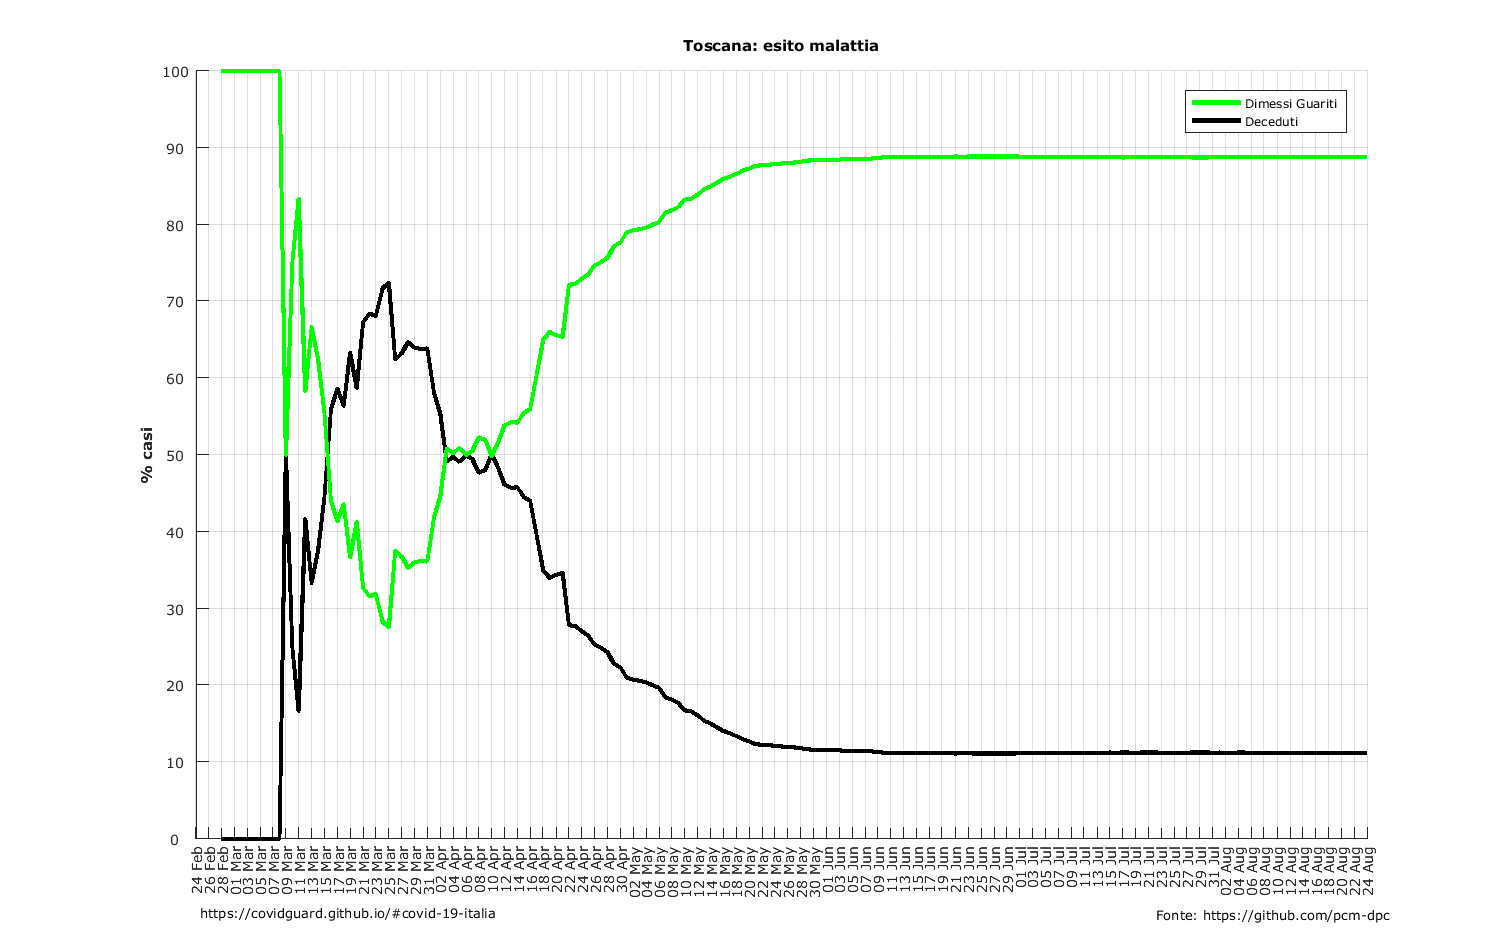 Toscana: esito malattia
100
90
80
70
60
50
40
30
20
10
0
% casi
Dimessi Guariti
Deceduti
24 Feb
26 Feb
28 Feb
01 Mar
03 Mar
05 Mar
07 Mar
09 Mar
11 Mar
13 Mar
15 Mar
17 Mar
19 Mar
21 Mar
23 Mar
25 Mar
27 Mar
29 Mar
31 Mar
02 Apr
04 Apr
06 Apr
08 Apr
10 Apr
12 Apr
14 Apr
16 Apr
18 Apr
20 Apr
22 Apr
24 Apr
26 Apr
28 Apr
30 Apr
02 May
04 May
06 May
08 May
10 May
12 May
14 May
16 May
18 May
20 May
22 May
24 May
26 May
28 May
30 May
01 Jun
03 Jun
05 Jun
07 Jun
09 Jun
11 Jun
13 Jun
15 Jun
17 Jun
19 Jun
21 Jun
23 Jun
25 Jun
27 Jun
29 Jun
01 Jul
03 Jul
05 Jul
07 Jul
09 Jul
11 Jul
13 Jul
15 Jul
17 Jul
19 Jul
21 Jul
23 Jul
25 Jul
27 Jul
29 Jul
31 Jul
02 Aug
04 Aug
06 Aug
08 Aug
10 Aug
12 Aug
14 Aug
16 Aug
18 Aug
20 Aug
22 Aug
24 Aug
https://covidguard.github.io/#covid-19-italia
Fonte: https://github.com/pcm-dpc